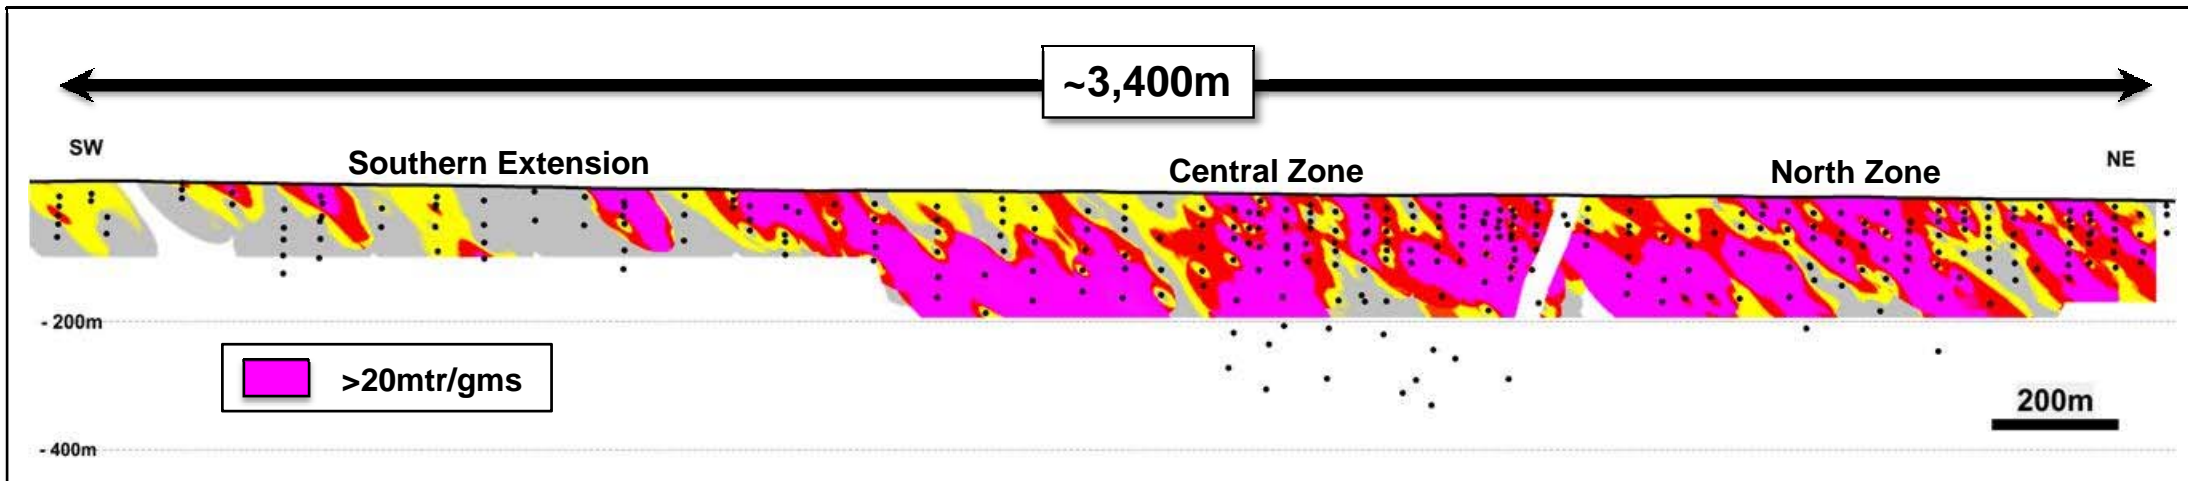 ~3,400m
SW
Southern Extension
Central Zone
North Zone
NE
- 200m
>20mtr/gms
200m
- 400m